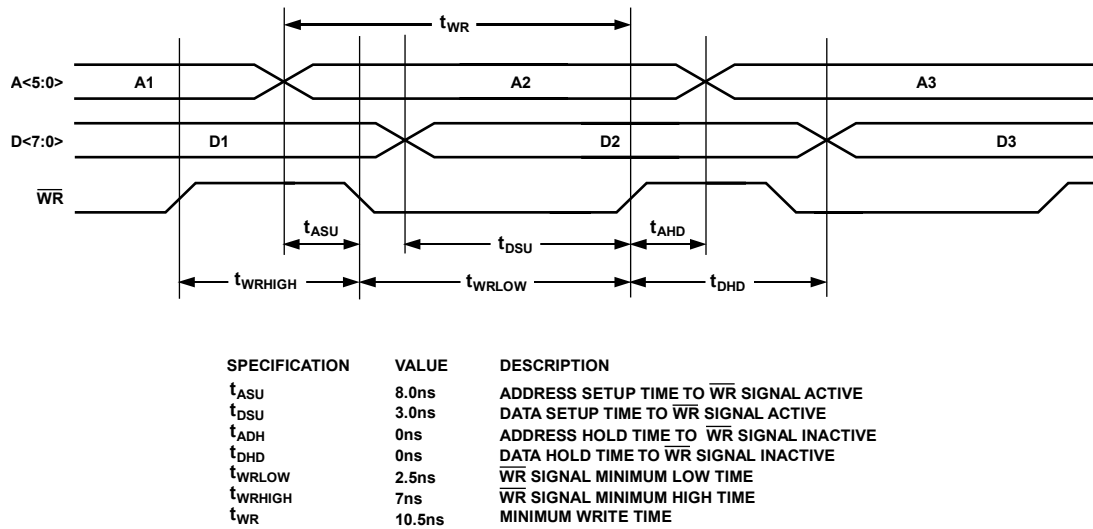 tWR
A<5:0> A1 A2 A3
D<7:0> D1 D2 D3
WR
tASU tDSU tAHD
tWRHIGH tWRLOW tDHD
SPECIFICATION VALUE DESCRIPTION
tASU 8.0ns ADDRESS SETUP TIME TO WR SIGNAL ACTIVE
tDSU 3.0ns DATA SETUP TIME TO WR SIGNAL ACTIVE
tADH 0ns ADDRESS HOLD TIME TO WR SIGNAL INACTIVE
tDHD 0ns DATA HOLD TIME TO WR SIGNAL INACTIVE
tWRLOW 2.5ns WR SIGNAL MINIMUM LOW TIME
tWRHIGH 7ns WR SIGNAL MINIMUM HIGH TIME
tWR 10.5ns MINIMUM WRITE TIME